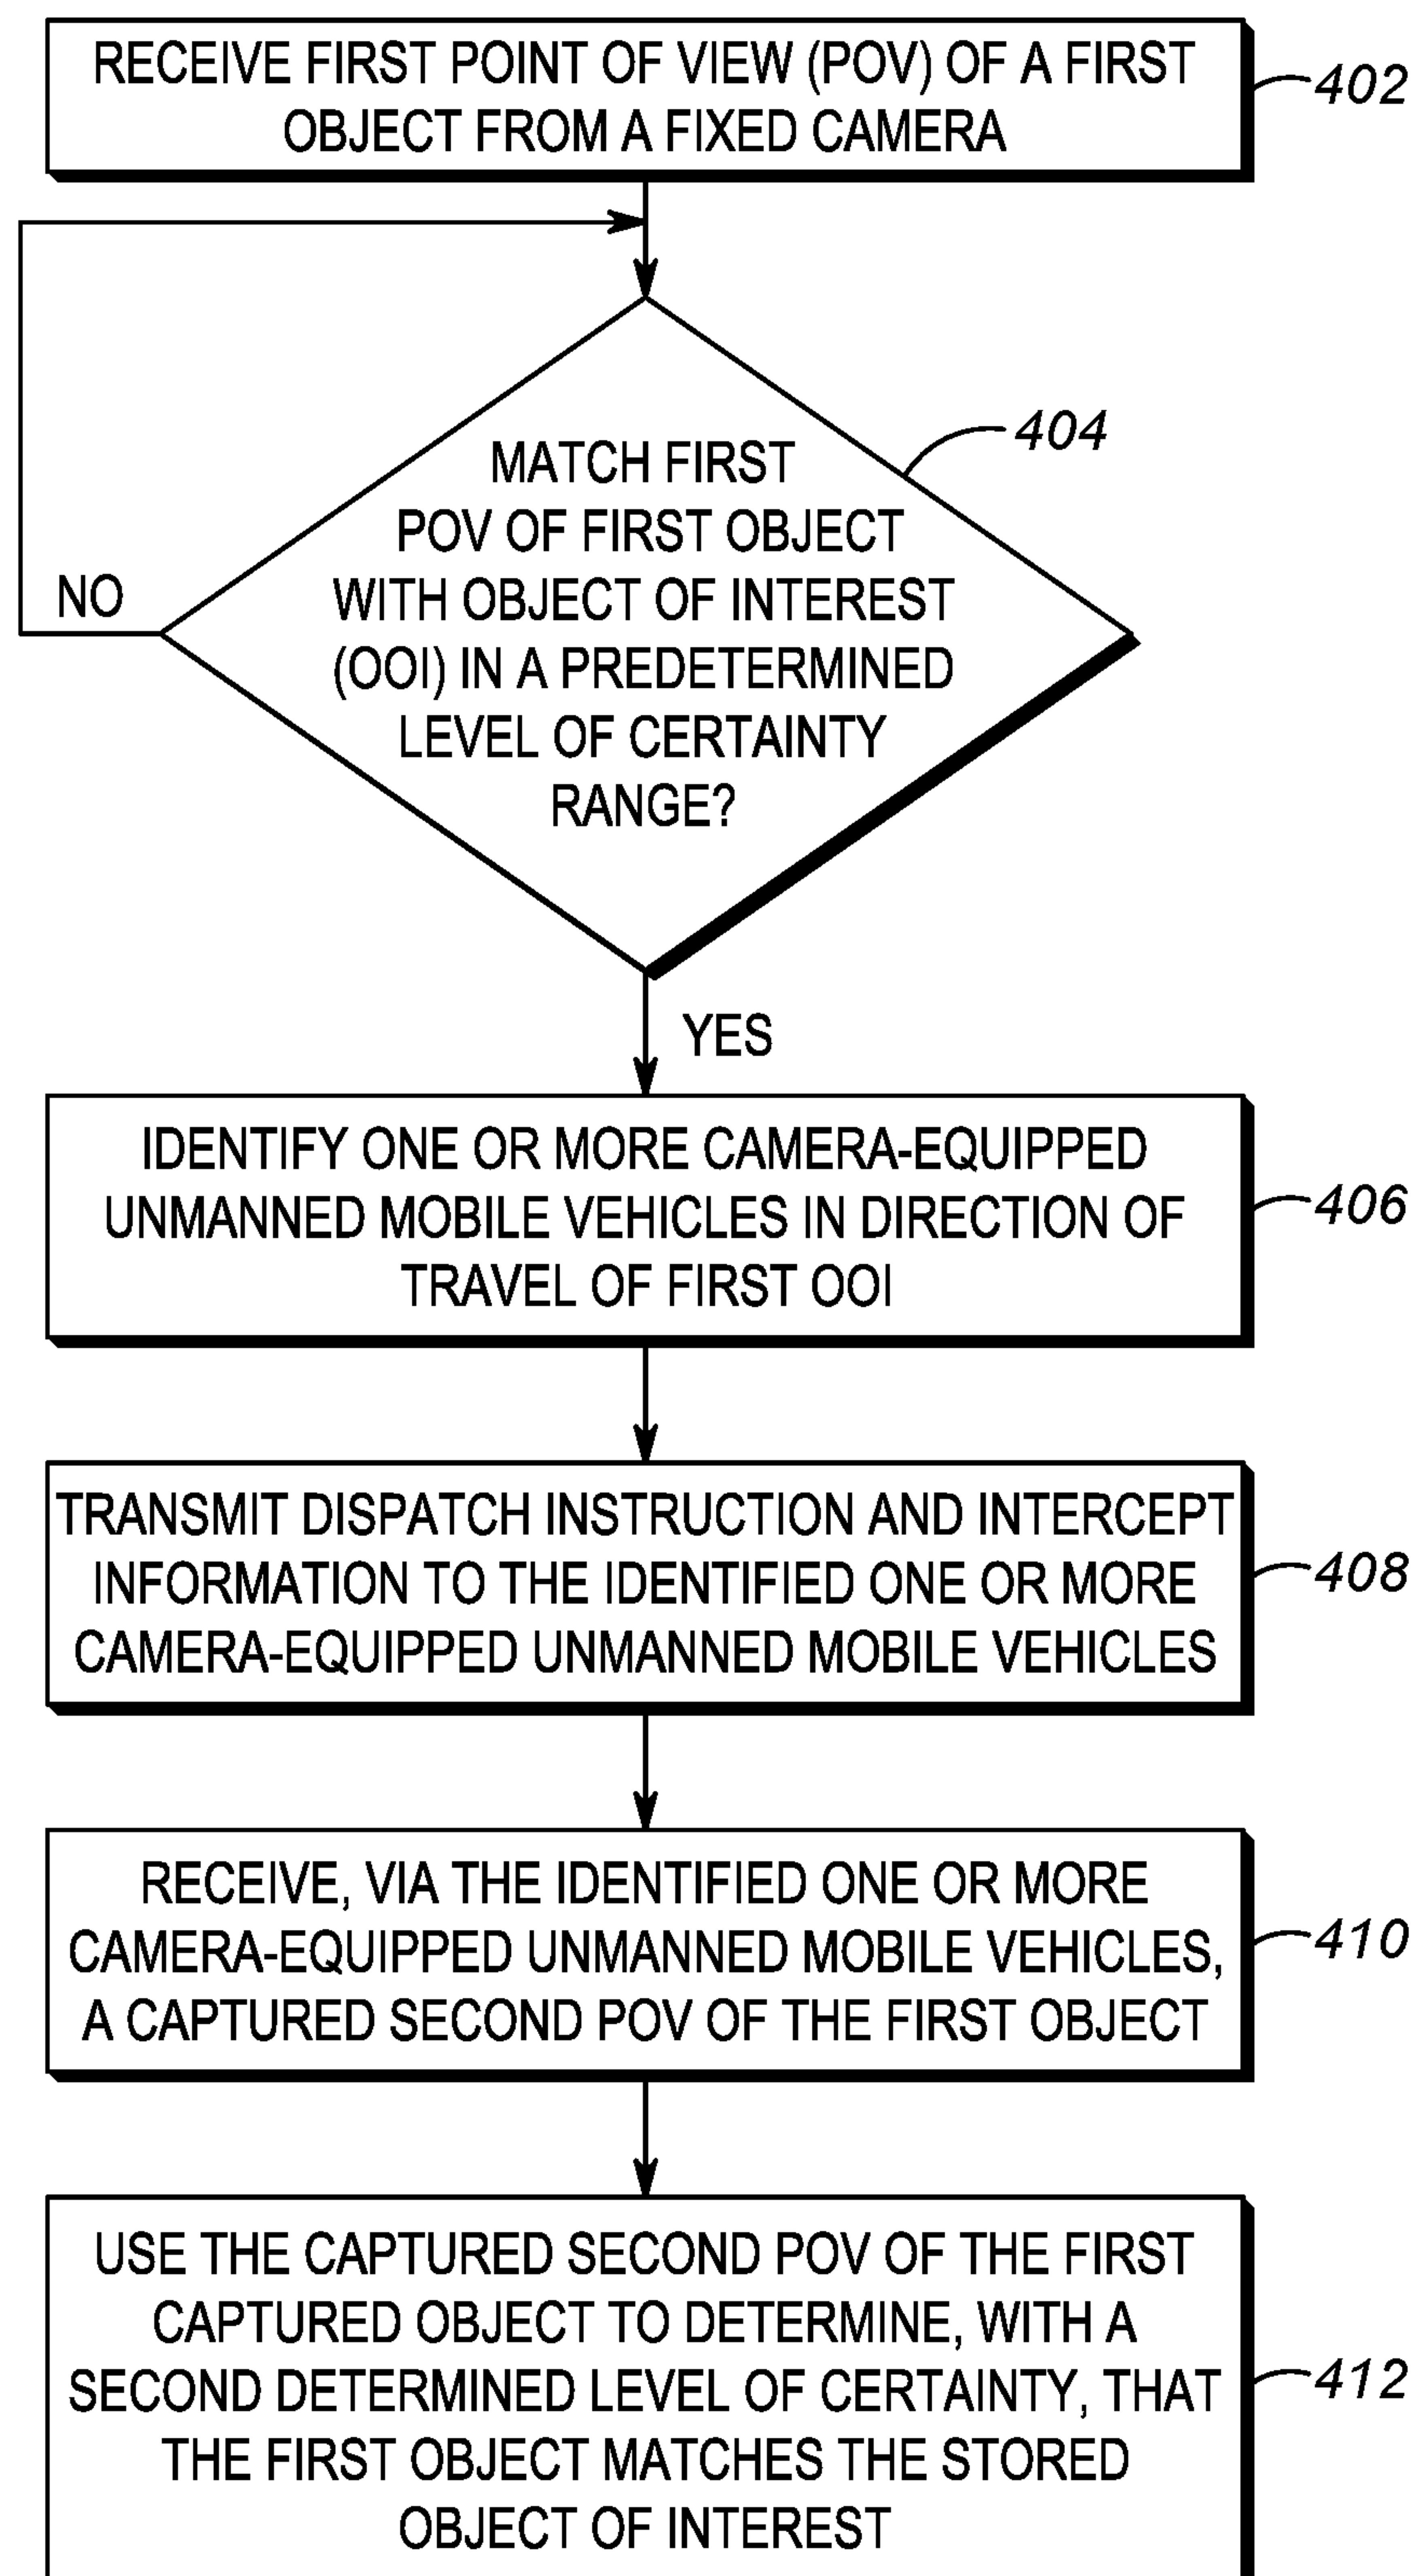 RECEIVE FIRST POINT OF VIEW (POV) OF A FIRST
OBJECT FROM A FIXED CAMERA
402
MATCH FIRST
POV OF FIRST OBJECT
WITH OBJECT OF INTEREST
(OOI) IN A PREDETERMINED
LEVEL OF CERTAINTY
RANGE?
404
NO
YES
IDENTIFY ONE OR MORE CAMERA-EQUIPPED
UNMANNED MOBILE VEHICLES IN DIRECTION OF
TRAVEL OF FIRST OOI
406
TRANSMIT DISPATCH INSTRUCTION AND INTERCEPT
INFORMATION TO THE IDENTIFIED ONE OR MORE
CAMERA-EQUIPPED UNMANNED MOBILE VEHICLES
408
RECEIVE, VIA THE IDENTIFIED ONE OR MORE
CAMERA-EQUIPPED UNMANNED MOBILE VEHICLES,
A CAPTURED SECOND POV OF THE FIRST OBJECT
410
USE THE CAPTURED SECOND POV OF THE FIRST
CAPTURED OBJECT TO DETERMINE, WITH A
SECOND DETERMINED LEVEL OF CERTAINTY, THAT
THE FIRST OBJECT MATCHES THE STORED
OBJECT OF INTEREST
412